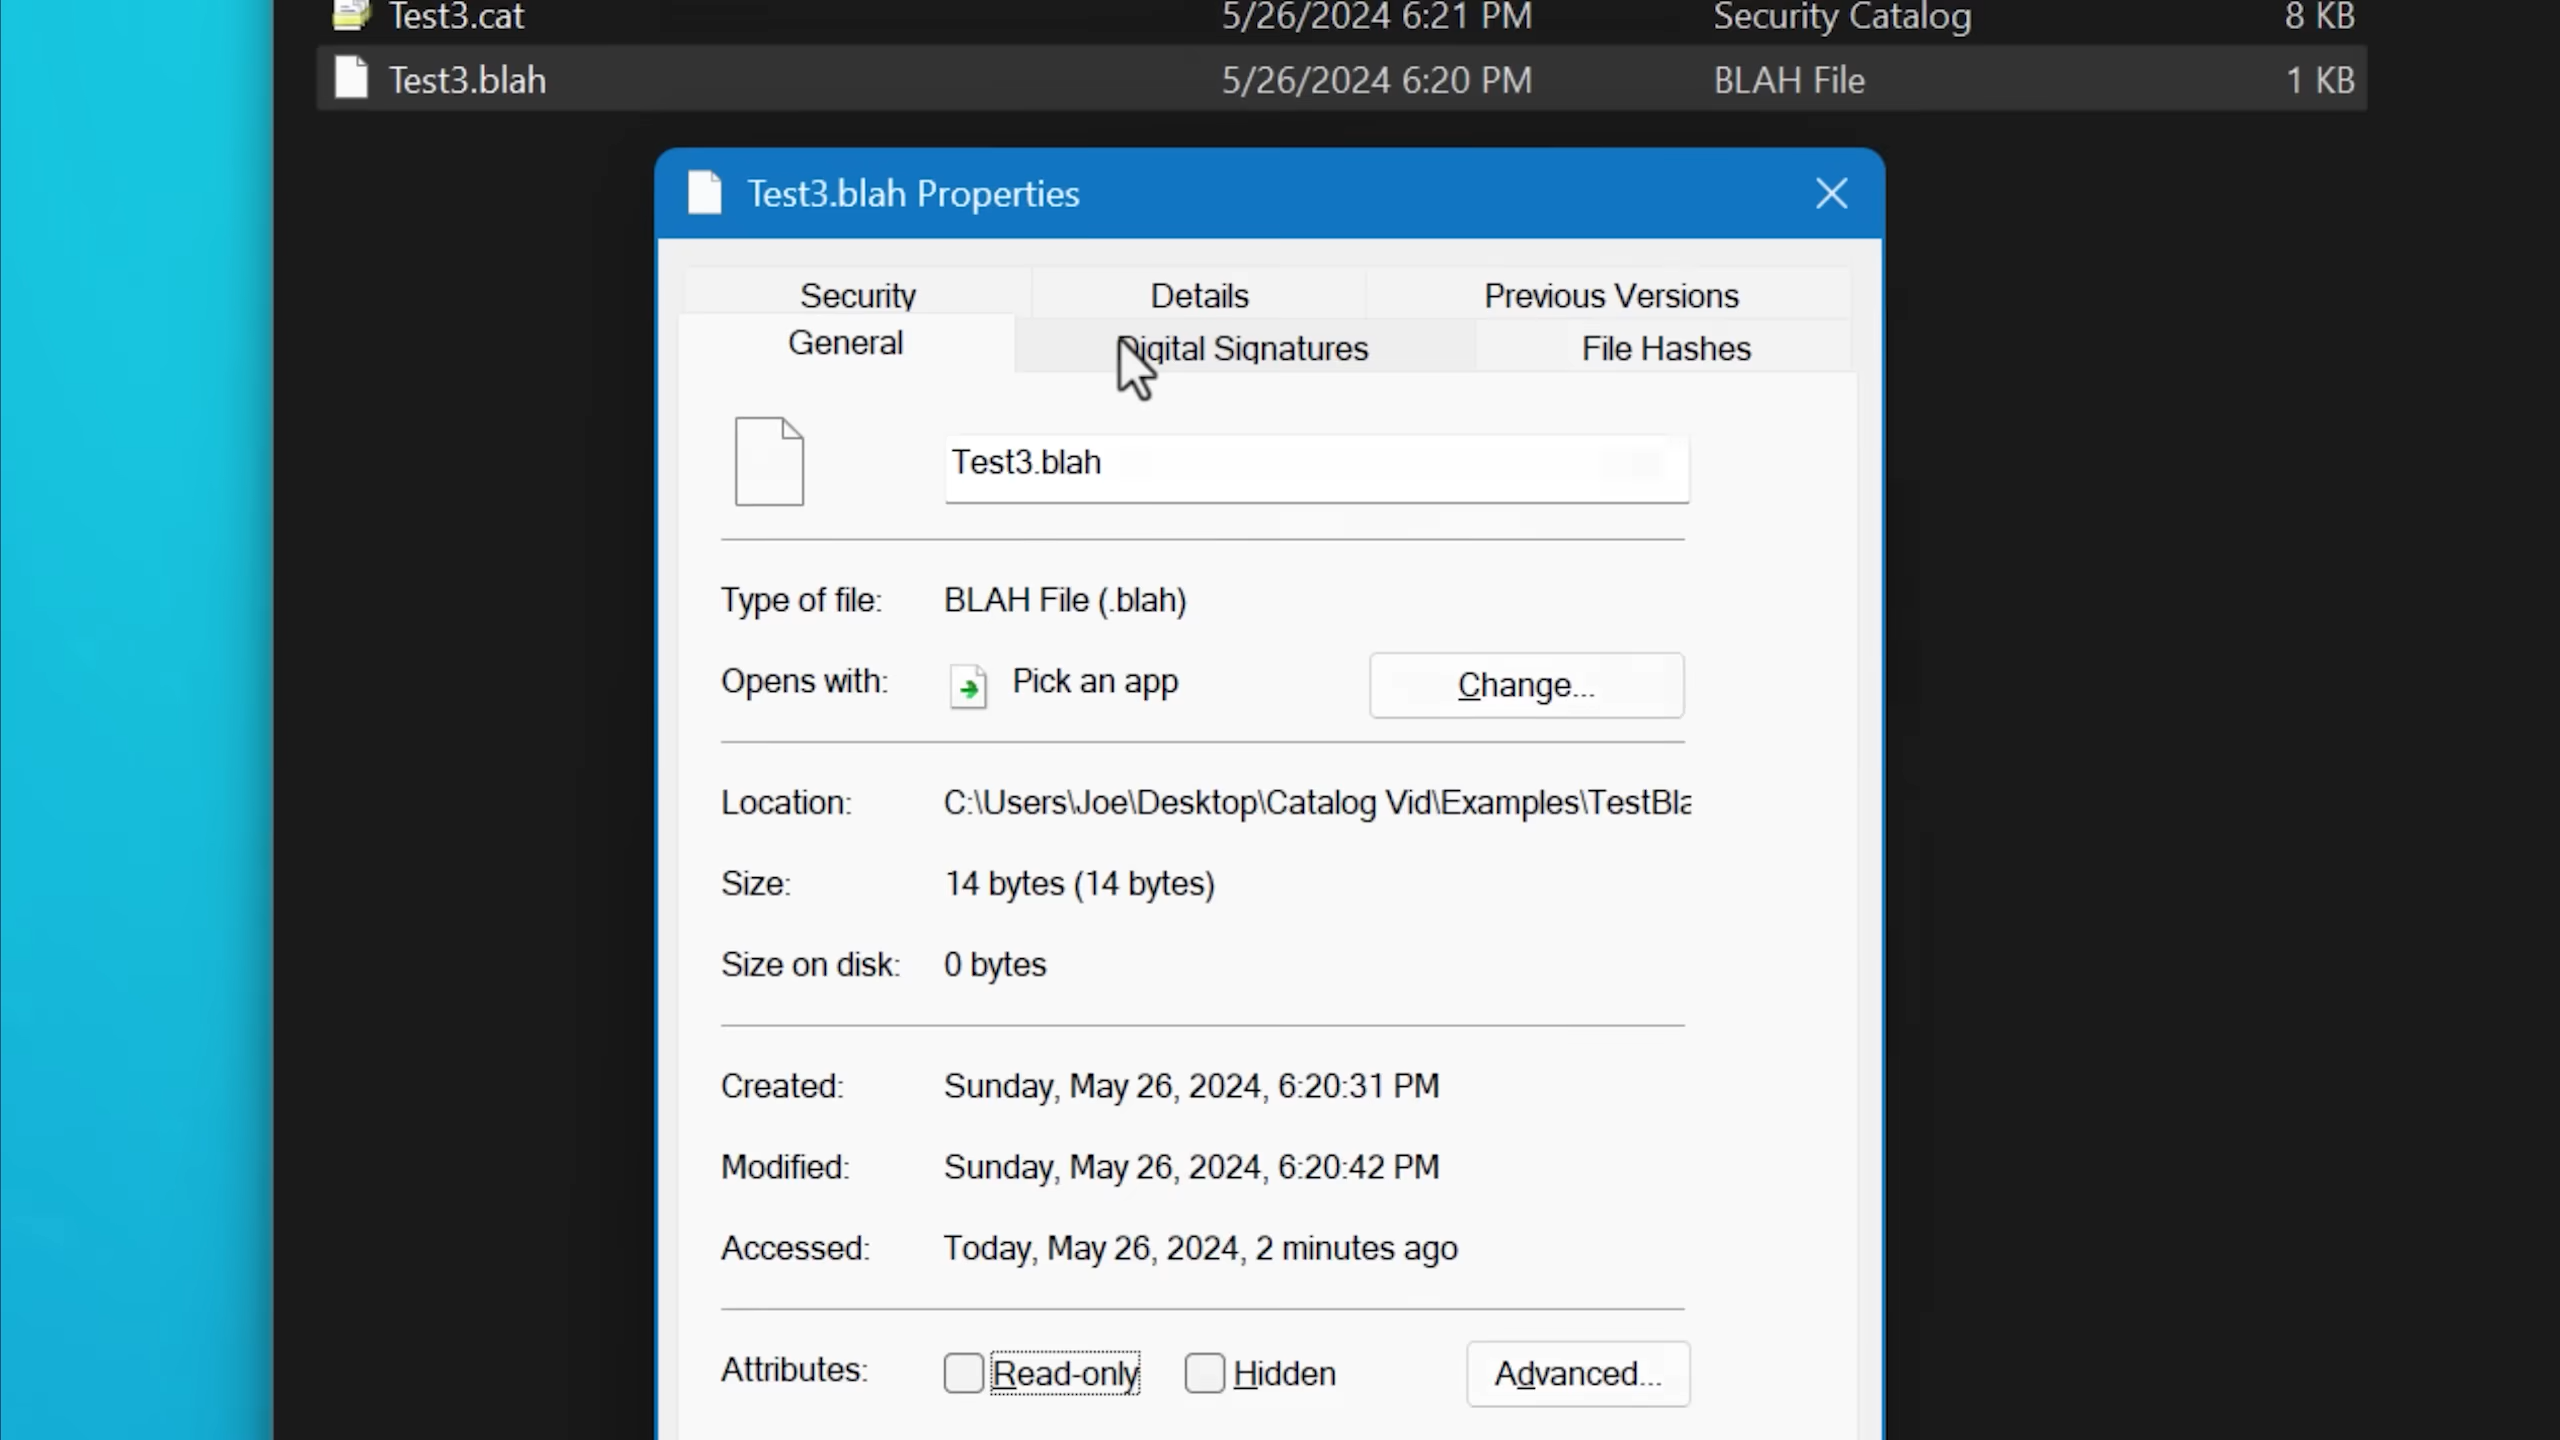 Test3.cat 5/26/2024 6:21 PM Security Catalog 8 KB
Test3.blah 5/26/2024 6:20 PM BLAH File 1 KB
Test3.blah Properties
Security Details Previous Versions
General Digital Signatures File Hashes
Test3.blah
Type of file: BLAH File (.blah)
Opens with: Pick an app Change...
Location: C:\Users\Joe\Desktop\Catalog Vid\Examples\TestBla
Size: 14 bytes (14 bytes)
Size on disk: 0 bytes
Created: Sunday, May 26, 2024, 6:20:31 PM
Modified: Sunday, May 26, 2024, 6:20:42 PM
Accessed: Today, May 26, 2024, 2 minutes ago
Attributes: Read-only Hidden Advanced...